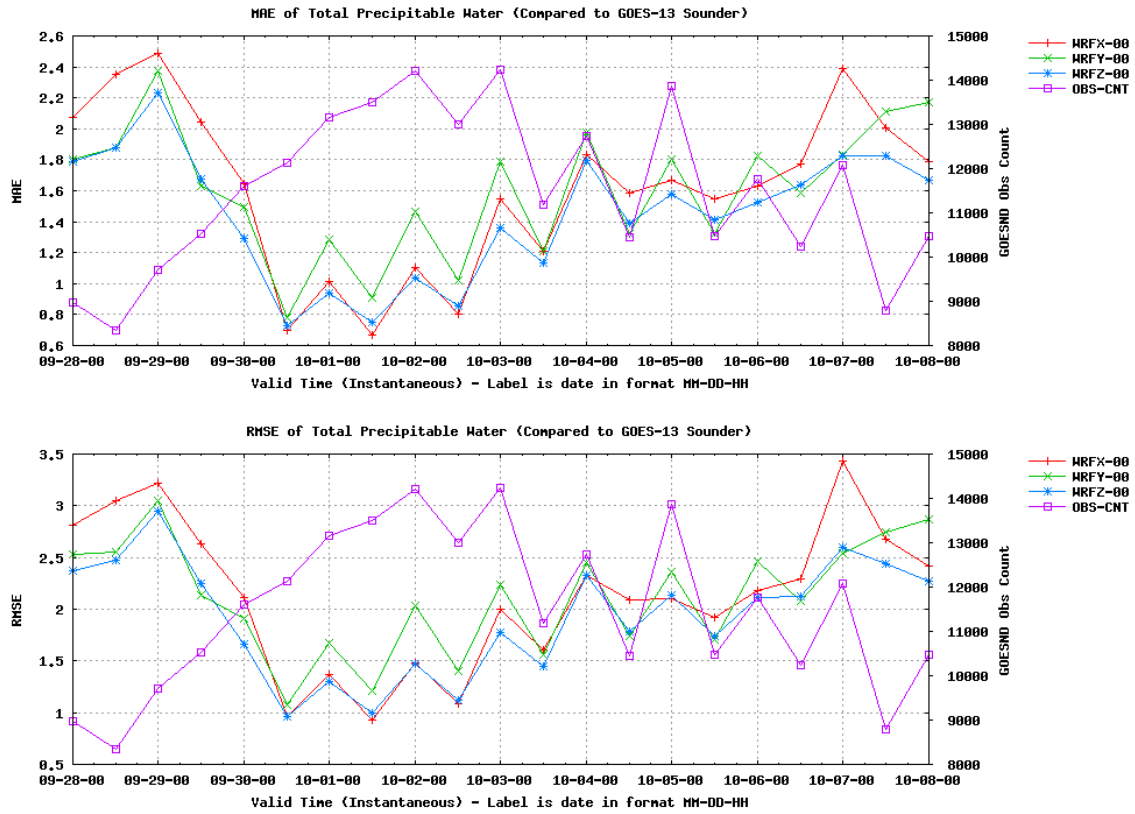 MAE of Total Precipitable Water (Compared to GOES-13 Sounder)
2.6
2.4
2.2
2
1.8
1.6
1.4
1.2
1
0.8
0.6
MAE
15000
14000
13000
12000
11000
10000
9000
8000
GOESND Obs Count
WRFX-00
WRFY-00
WRFZ-00
OBS-CNT
09-28-00 09-29-00 09-30-00 10-01-00 10-02-00 10-03-00 10-04-00 10-05-00 10-06-00 10-07-00 10-08-00
Valid Time (Instantaneous) - Label is date in format MM-DD-HH
RMSE of Total Precipitable Water (Compared to GOES-13 Sounder)
3.5
3
2.5
2
1.5
1
0.5
RMSE
15000
14000
13000
12000
11000
10000
9000
8000
GOESND Obs Count
WRFX-00
WRFY-00
WRFZ-00
OBS-CNT
09-28-00 09-29-00 09-30-00 10-01-00 10-02-00 10-03-00 10-04-00 10-05-00 10-06-00 10-07-00 10-08-00
Valid Time (Instantaneous) - Label is date in format MM-DD-HH